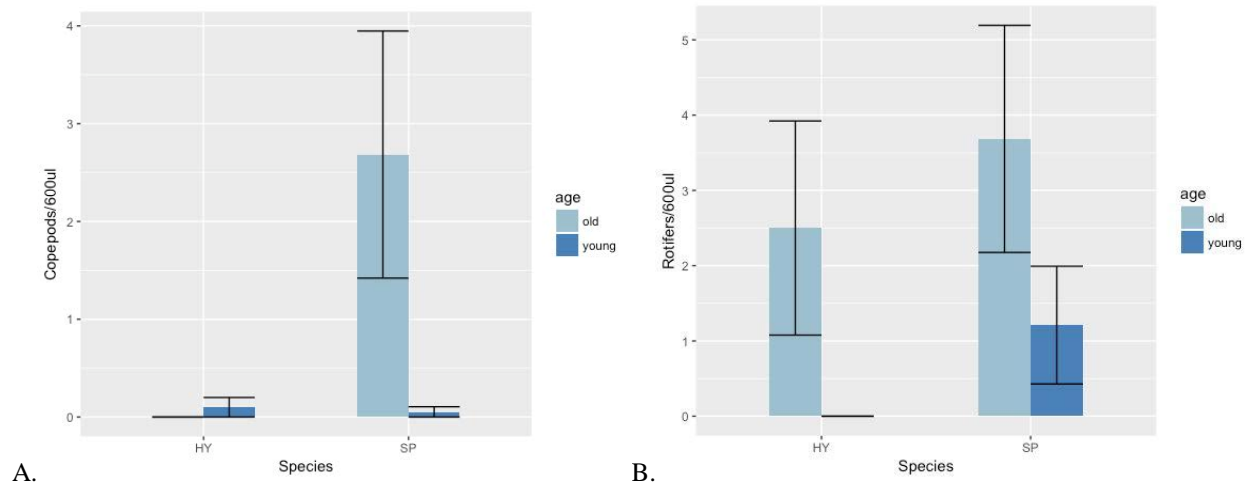 4
3
2
1
0
Copepods/600ul
HY
SP
Species
age
old
young
A.
5
4
3
2
1
0
Rotifers/600ul
HY
SP
Species
age
old
young
B.